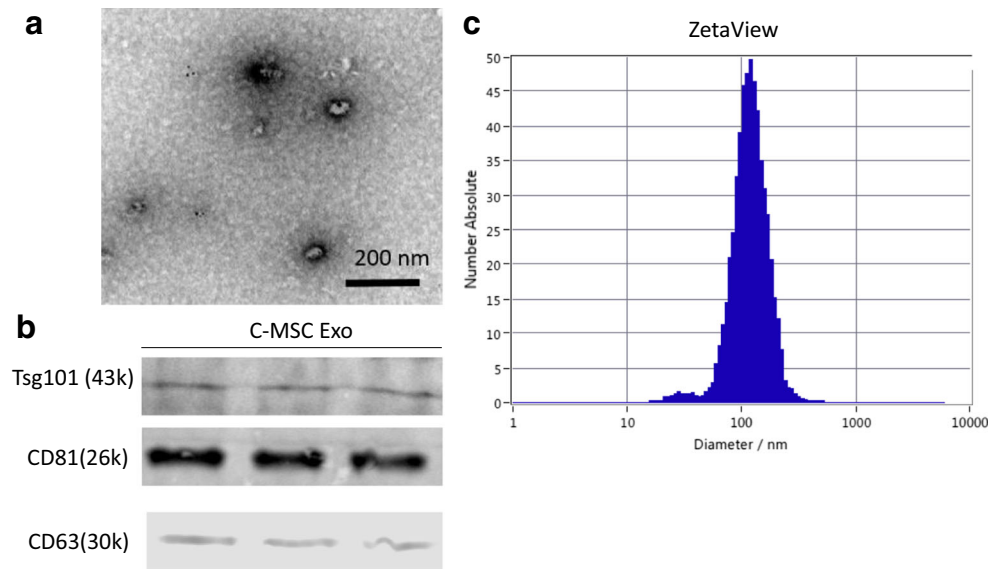 a
200 nm
b
C-MSC Exo
Tsg101 (43k)
CD81(26k)
CD63(30k)
c
ZetaView
Number Absolute
50
45
40
35
30
25
20
15
10
5
0
1
10
100
1000
10000
Diameter / nm